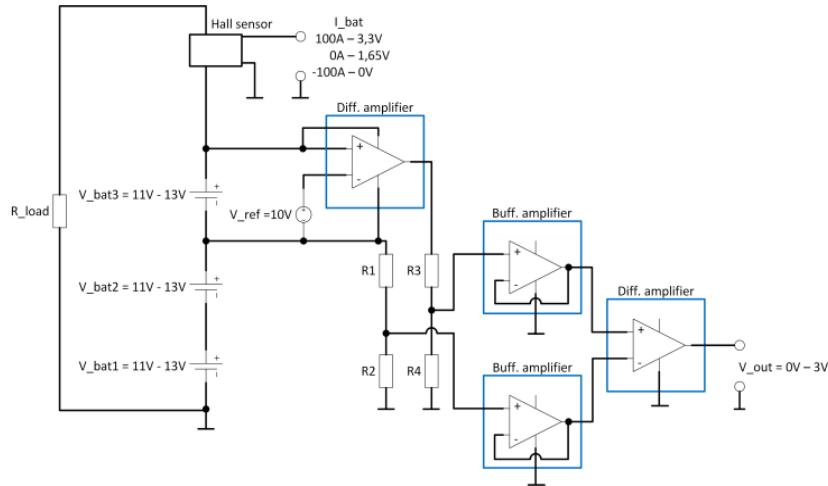 Hall sensor
I_bat
100A – 3,3V
0A – 1,65V
-100A – 0V
Diff. amplifier
+
-
+
-
V_bat3 = 11V - 13V
R_load
V_ref =10V
+
-
Buff. amplifier
+
-
R1
R3
V_bat2 = 11V - 13V
+
-
Diff. amplifier
+
-
R2
R4
V_bat1 = 11V - 13V
+
-
V_out = 0V – 3V
Buff. amplifier
+
-